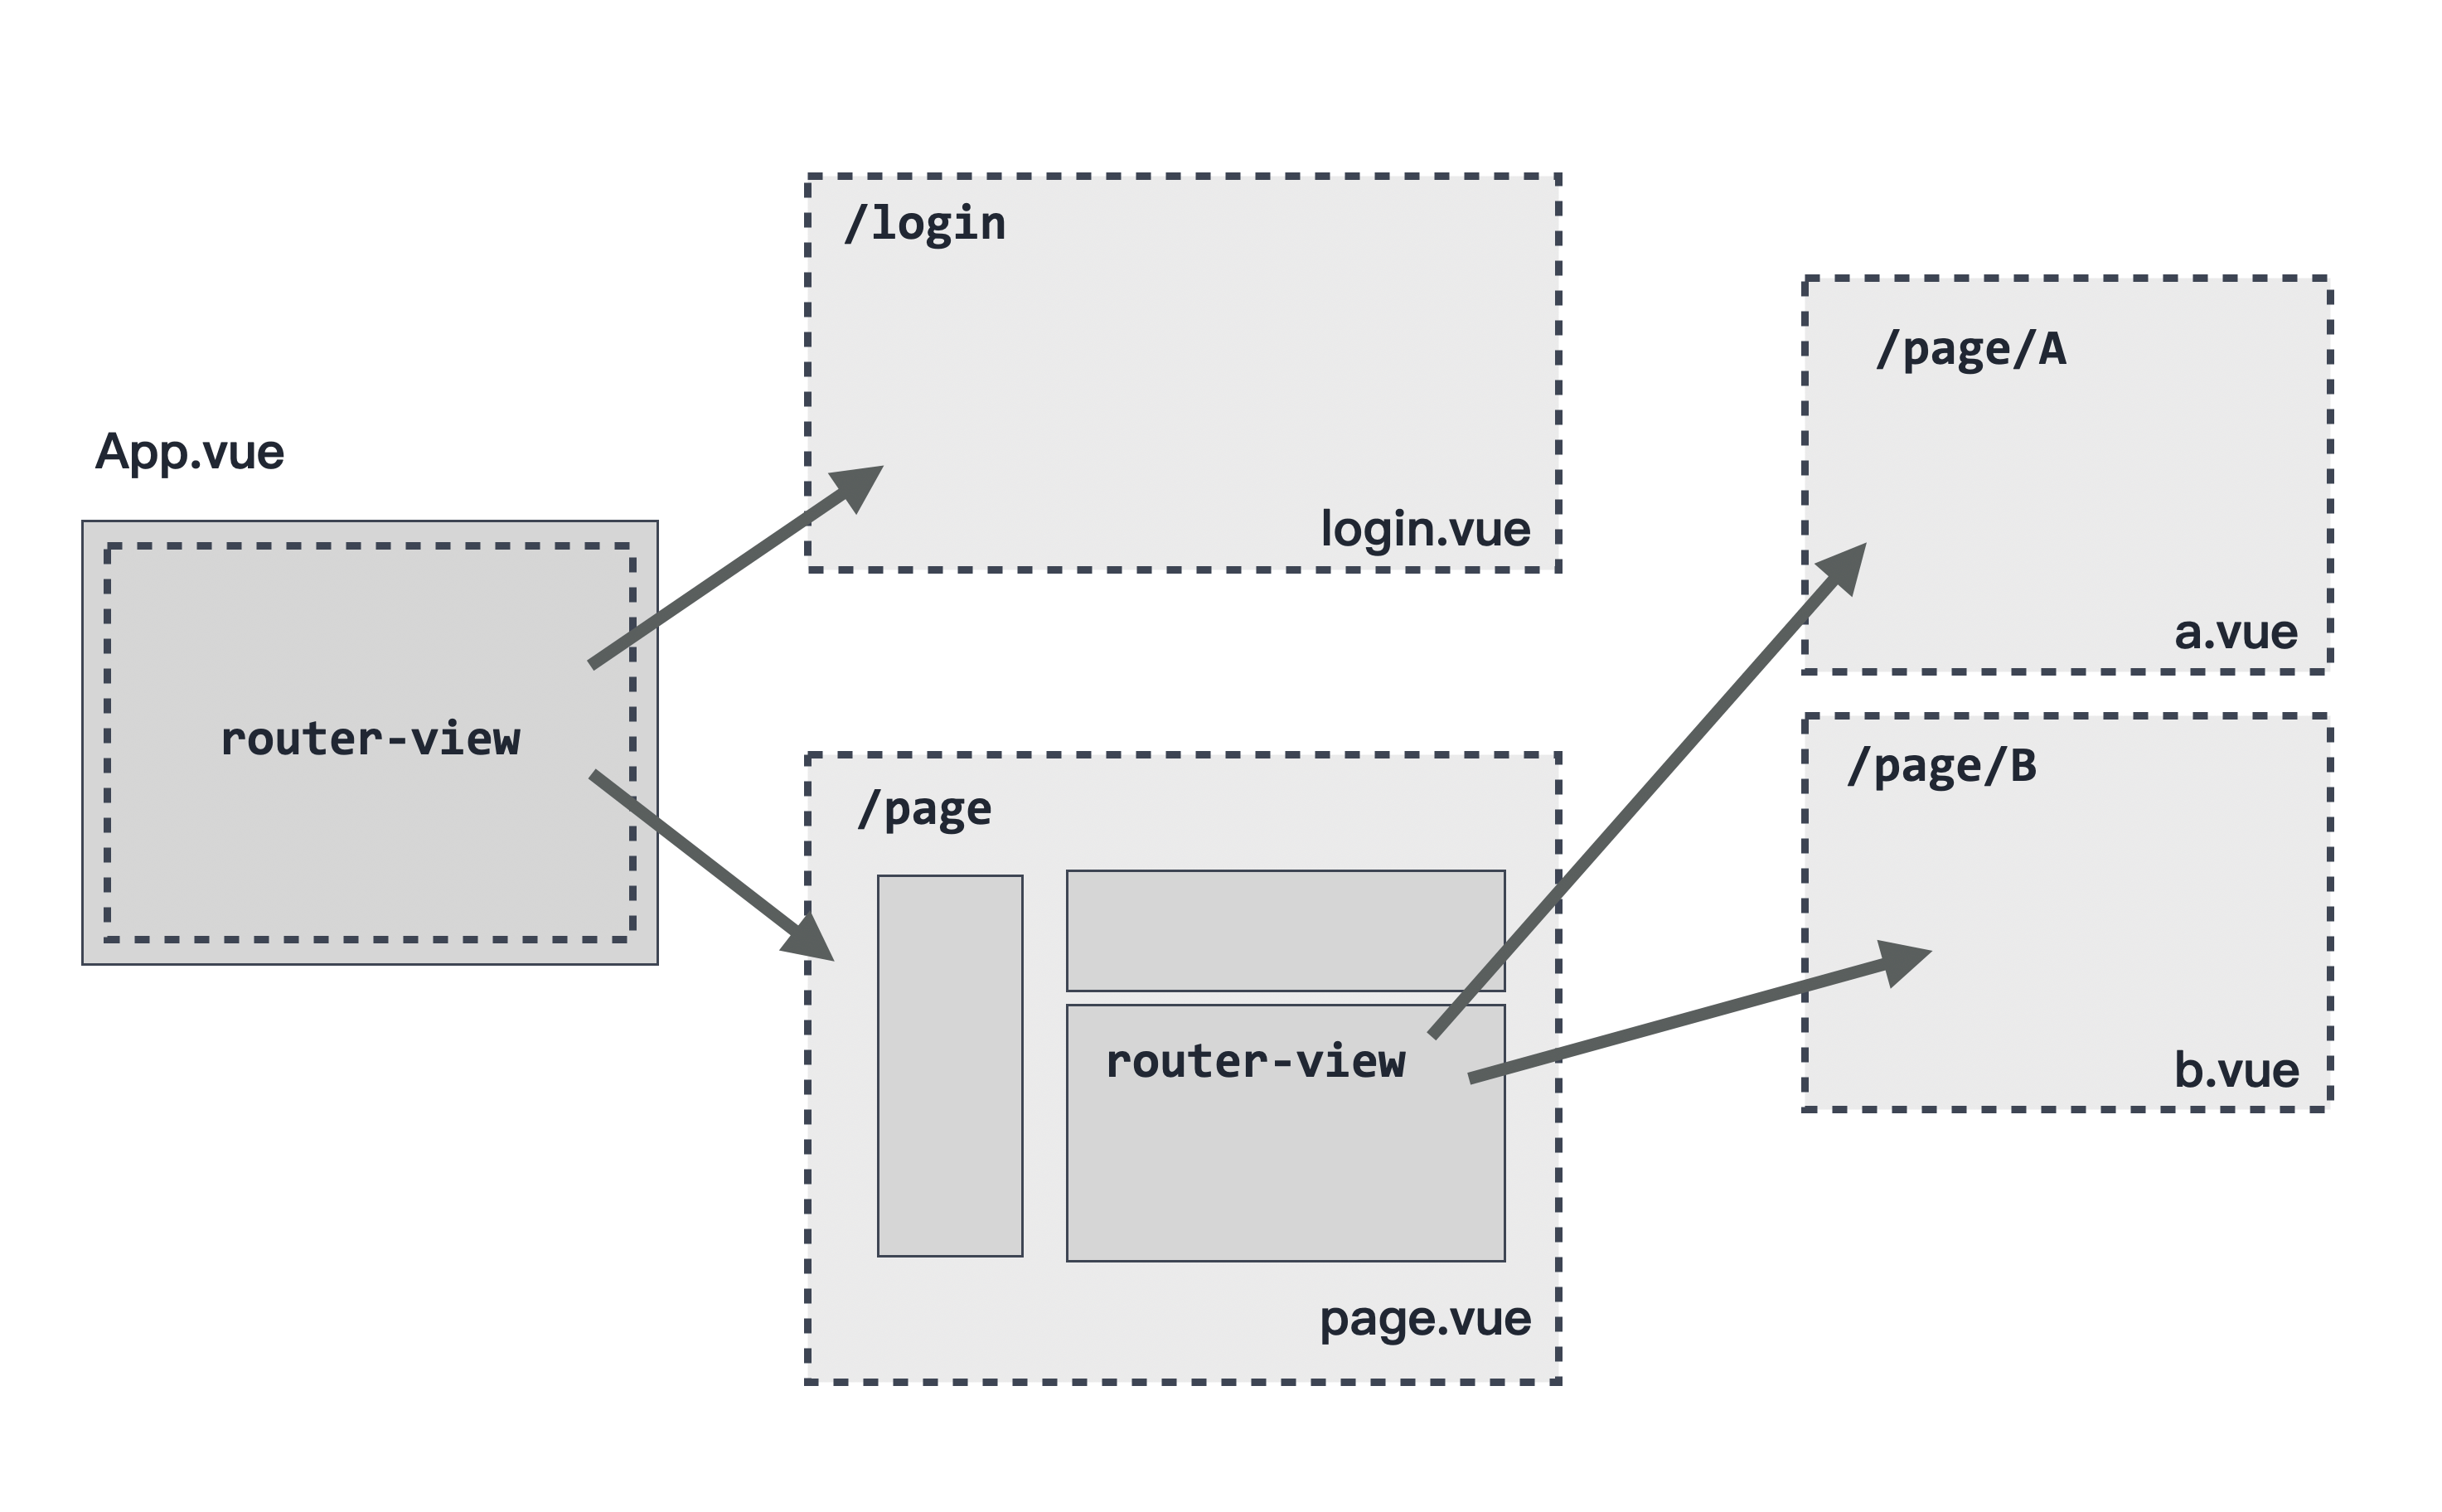 App.vue
router-view
/login
login.vue
/page
router-view
page.vue
/page/A
a.vue
/page/B
b.vue